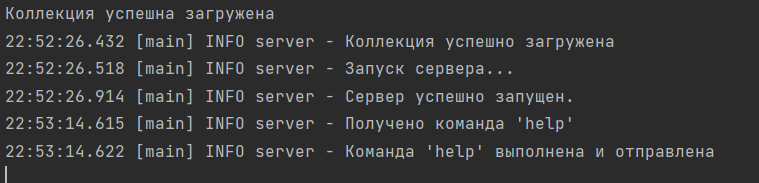 Коллекция успешна загружена
22:52:26.432 [main] INFO server - Коллекция успешно загружена
22:52:26.518 [main] INFO server - Запуск сервера...
22:52:26.914 [main] INFO server - Сервер успешно запущен.
22:53:14.615 [main] INFO server - Получено команда 'help'
22:53:14.622 [main] INFO server - Команда 'help' выполнена и отправлена